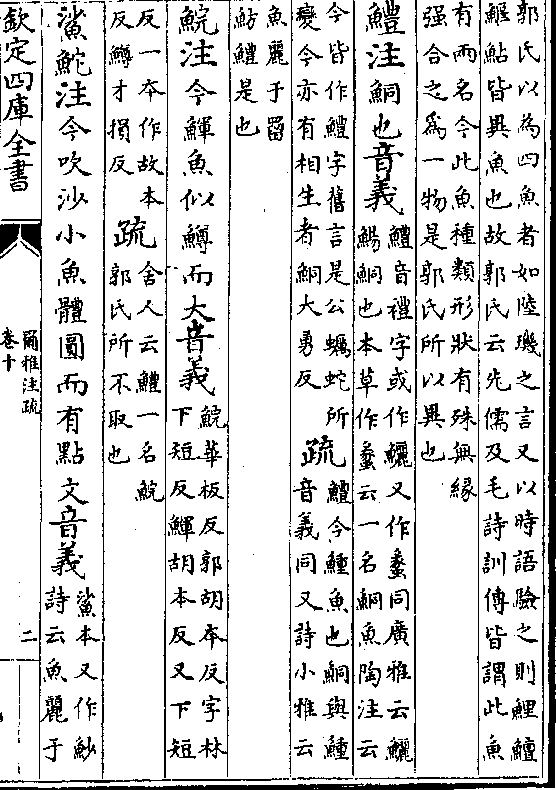 郭氏以為四魚者如陸璣之言又以時語驗之則鯉鱣
鰋鮎皆異魚也故郭氏云先儒及毛詩訓傳皆謂此魚
有兩名今此魚種類形狀有殊無緣
强合之為一物是郭氏所以異也
鱧注鮦也音義鱧音禮字或作鱺又作蠡同廣雅云鱺
鯣鮦也本草作蠡云一名鮦魚陶注云
今皆作鱧字舊言是公蠣蛇所
變今亦有相生者鮦大勇反
疏鱧今鱦魚也鮦與鱦
音義同又詩小雅云
魚麗于罶
魴鱧是也
鯇注今鯶魚似鱒而大音義鯇華板反郭胡本反字林
下短反鯶胡本反又下短
反一本作故本
反鱒才損反
疏舍人云鱧一名鯇
郭氏所不取也
鯊鮀注今吹沙小魚體圓而有點文音義鯊本又作魦
詩云魚麗于
欽定四庫全書
爾雅注疏
卷十
二